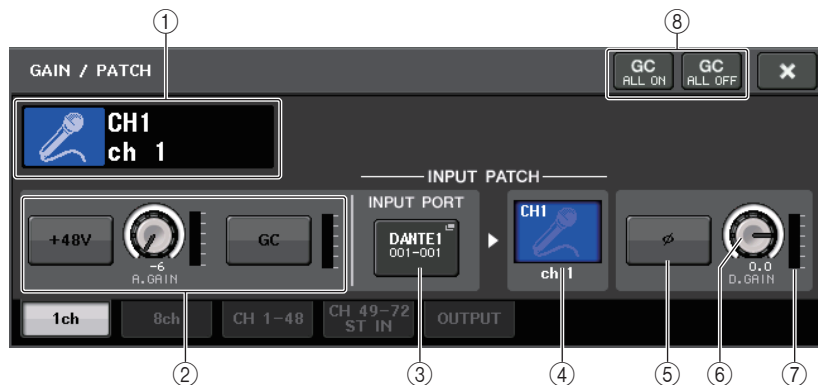 ① ⑧
GAIN / PATCH
GC ALL ON
GC ALL OFF
×
CH1
ch 1
INPUT PATCH
+48V
-6
A.GAIN
GC
INPUT PORT
DANTE1
001-001
CH1
ch 1
ø
0.0
D.GAIN
1ch
8ch
CH 1-48
CH 49-72
ST IN
OUTPUT
② ③ ④ ⑤ ⑥ ⑦